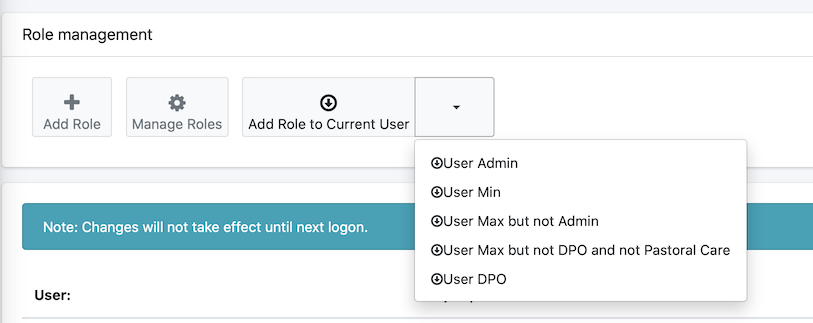 Role management
Add Role
Manage Roles
Add Role to Current User
User Admin
User Min
User Max but not Admin
User Max but not DPO and not Pastoral Care
User DPO
Note: Changes will not take effect until next logon.
User: